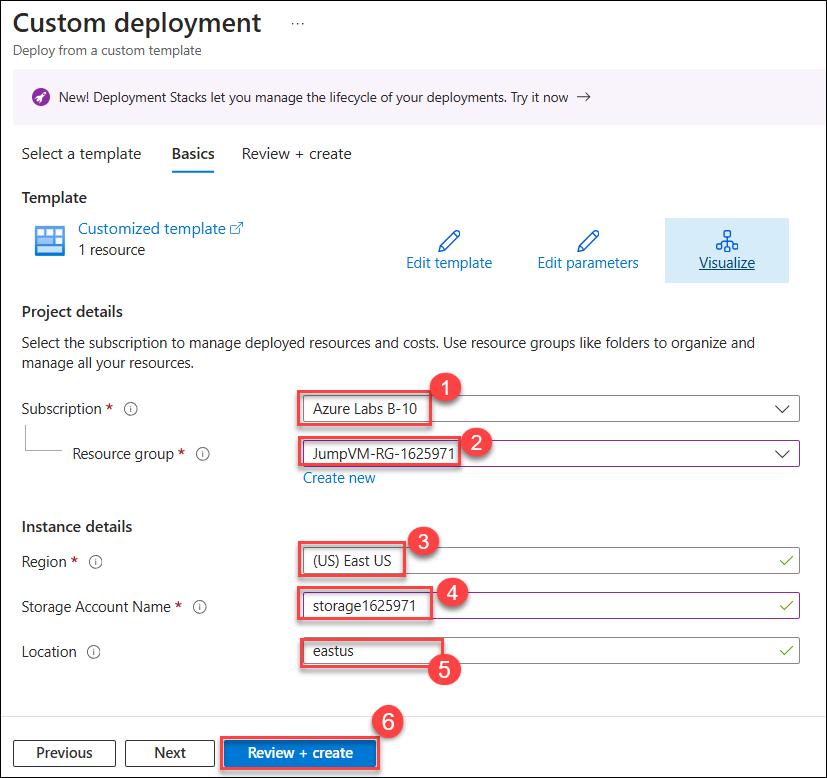 Custom deployment ...
Deploy from a custom template
New! Deployment Stacks let you manage the lifecycle of your deployments. Try it now →
Select a template Basics Review + create
Template
Customized template
1 resource
Edit template Edit parameters Visualize
Project details
Select the subscription to manage deployed resources and costs. Use resource groups like folders to organize and
manage all your resources.
1
Subscription * Azure Labs B-10
2
Resource group * JumpVM-RG-1625971
Create new
Instance details
3
Region * (US) East US
4
Storage Account Name * storage1625971
Location eastus
5
6
Previous Next Review + create